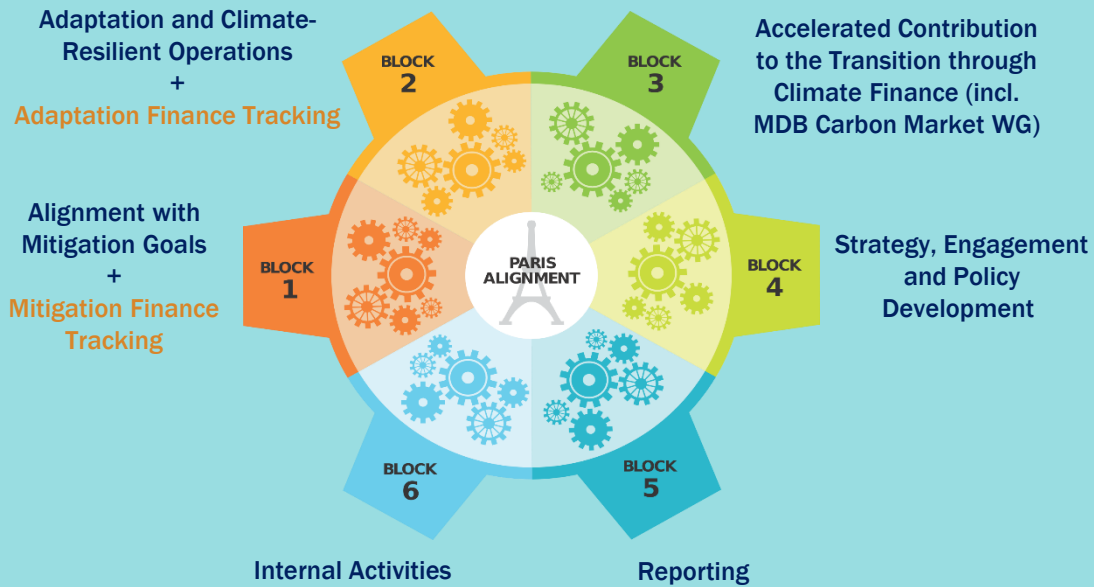 Adaptation and Climate-
Resilient Operations
+
Adaptation Finance Tracking
BLOCK
2
BLOCK
3
Accelerated Contribution
to the Transition through
Climate Finance (incl.
MDB Carbon Market WG)
Alignment with
Mitigation Goals
+
Mitigation Finance
Tracking
BLOCK
1
PARIS
ALIGNMENT
BLOCK
4
Strategy, Engagement
and Policy
Development
BLOCK
6
BLOCK
5
Internal Activities
Reporting